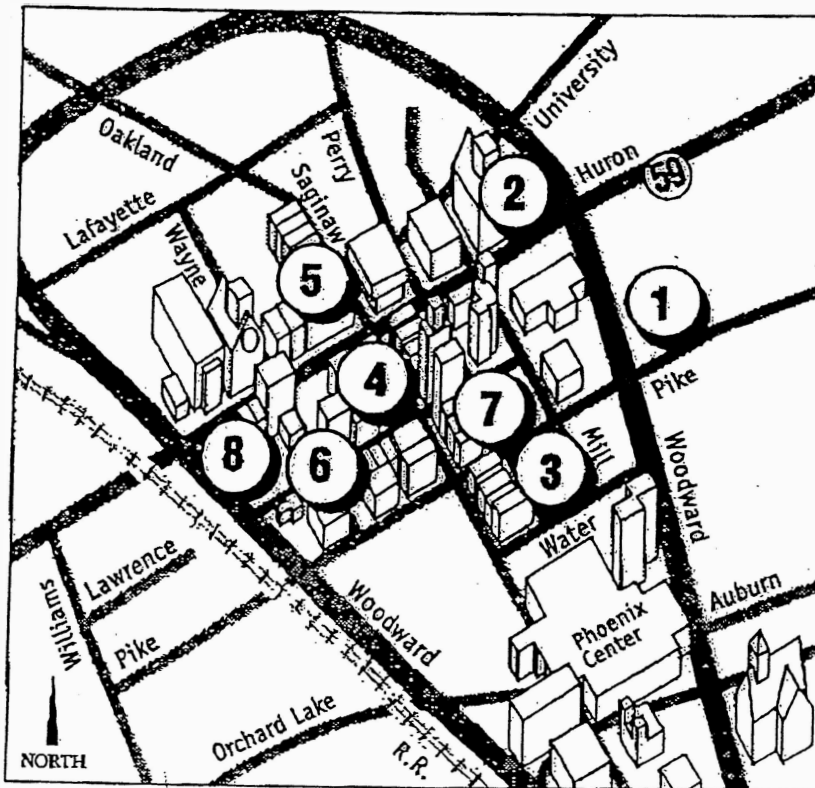 University
Oakland
Perry
Huron
59
2
Saginaw
Lafayette
Wayne
5
1
4
Pike
7
8
6
3
Mill
Woodward
Water
Lawrence
Williams
Pike
Woodward
Auburn
Phoenix
Center
Orchard Lake
R.R.
NORTH